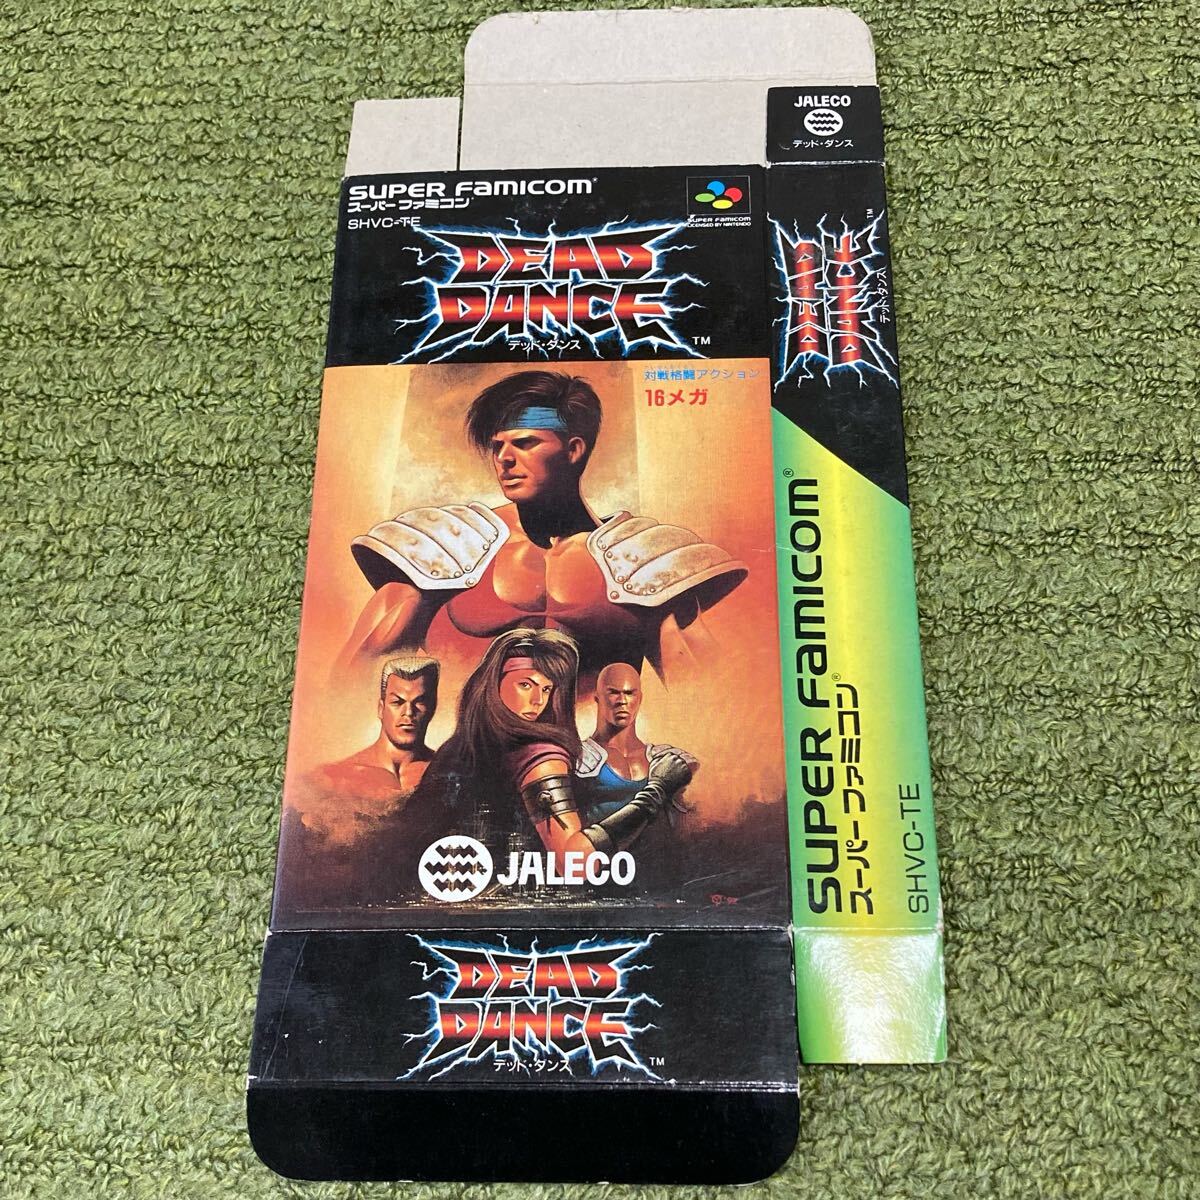 JALECO
デッド・ダンス
SUPER FAMICOM
スーパーファミコン
SHVC-TE
SUPER FAMICOM
LICENSED BY NINTENDO
DEAD
DANCE
デッド・ダンス
TM
対戦格闘アクション
16メガ
JALECO
DEAD
DANCE
デッド・ダンス
TM
SUPER FAMICOM®
スーパーファミコン®
SHVC-TE
DEAD
DANCE
デッド・ダンス
TM